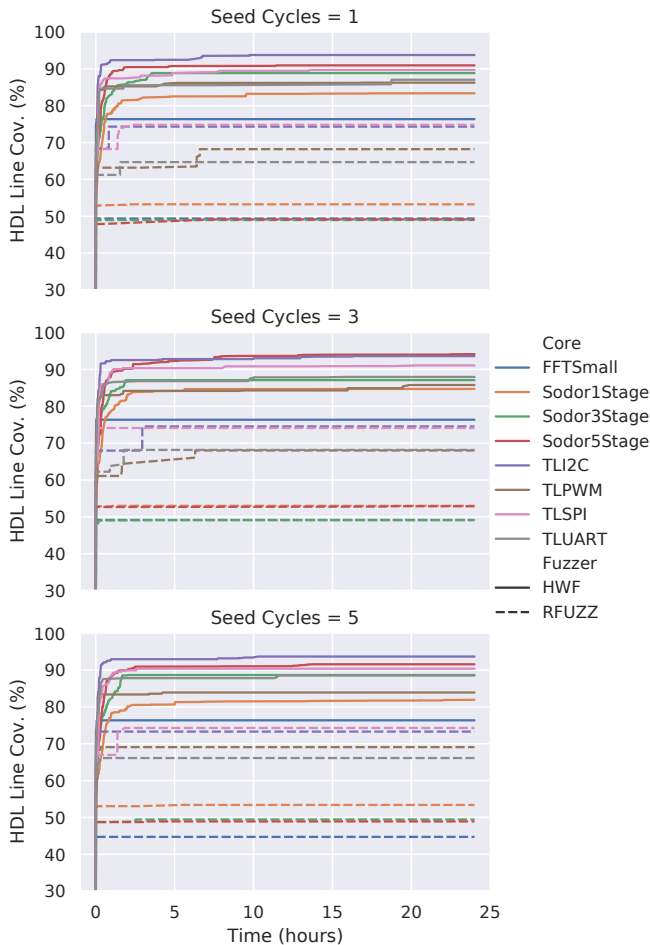 Seed Cycles = 1
100
90
80
70
60
50
40
30
HDL Line Cov. (%)
Seed Cycles = 3
100
90
80
70
60
50
40
30
HDL Line Cov. (%)
Core
FFTSmall
Sodor1Stage
Sodor3Stage
Sodor5Stage
TLI2C
TLPWM
TLSPI
TLUART
Fuzzer
HWF
RFUZZ
Seed Cycles = 5
100
90
80
70
60
50
40
30
HDL Line Cov. (%)
0 5 10 15 20 25
Time (hours)